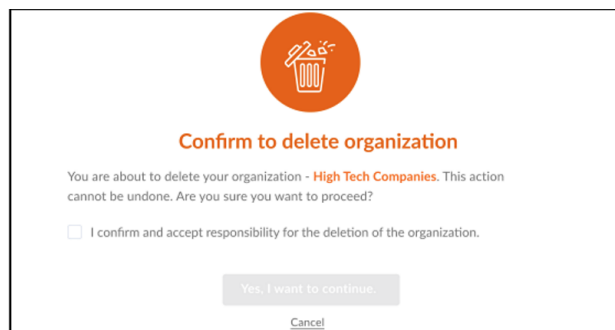 Confirm to delete organization
You are about to delete your organization - High Tech Companies. This action
cannot be undone. Are you sure you want to proceed?
I confirm and accept responsibility for the deletion of the organization.
Yes, I want to continue.
Cancel